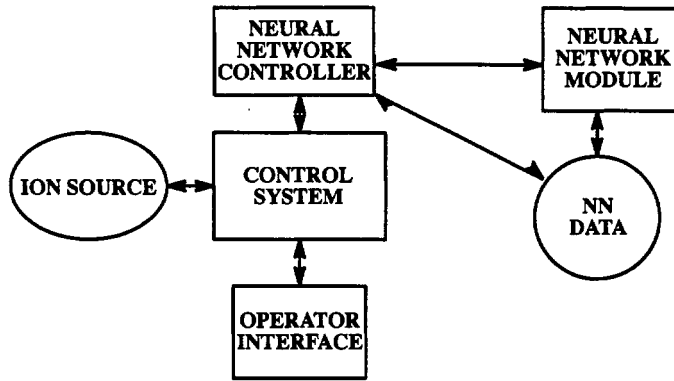 NEURAL
NETWORK
CONTROLLER
NEURAL
NETWORK
MODULE
ION SOURCE
CONTROL
SYSTEM
NN
DATA
OPERATOR
INTERFACE